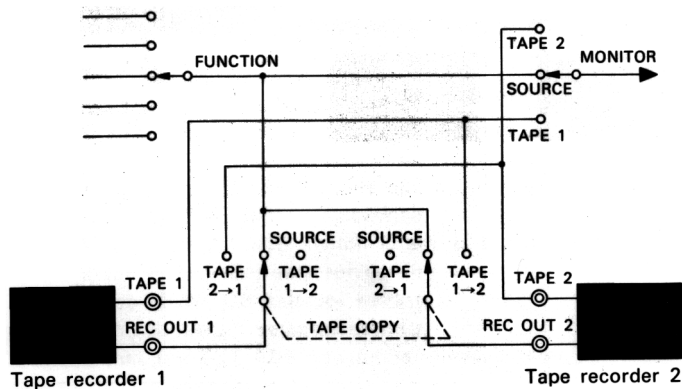 TAPE 2
FUNCTION
MONITOR
SOURCE
TAPE 1
SOURCE
SOURCE
TAPE 1
TAPE
2→1
TAPE
1→2
TAPE
2→1
TAPE
1→2
TAPE 2
REC OUT 1
TAPE COPY
REC OUT 2
Tape recorder 1
Tape recorder 2